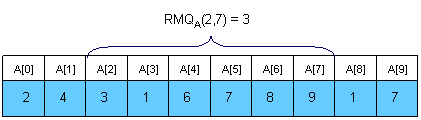 RMQA(2,7) = 3
A[0] A[1] A[2] A[3] A[4] A[5] A[6] A[7] A[8] A[9]
2 4 3 1 6 7 8 9 1 7